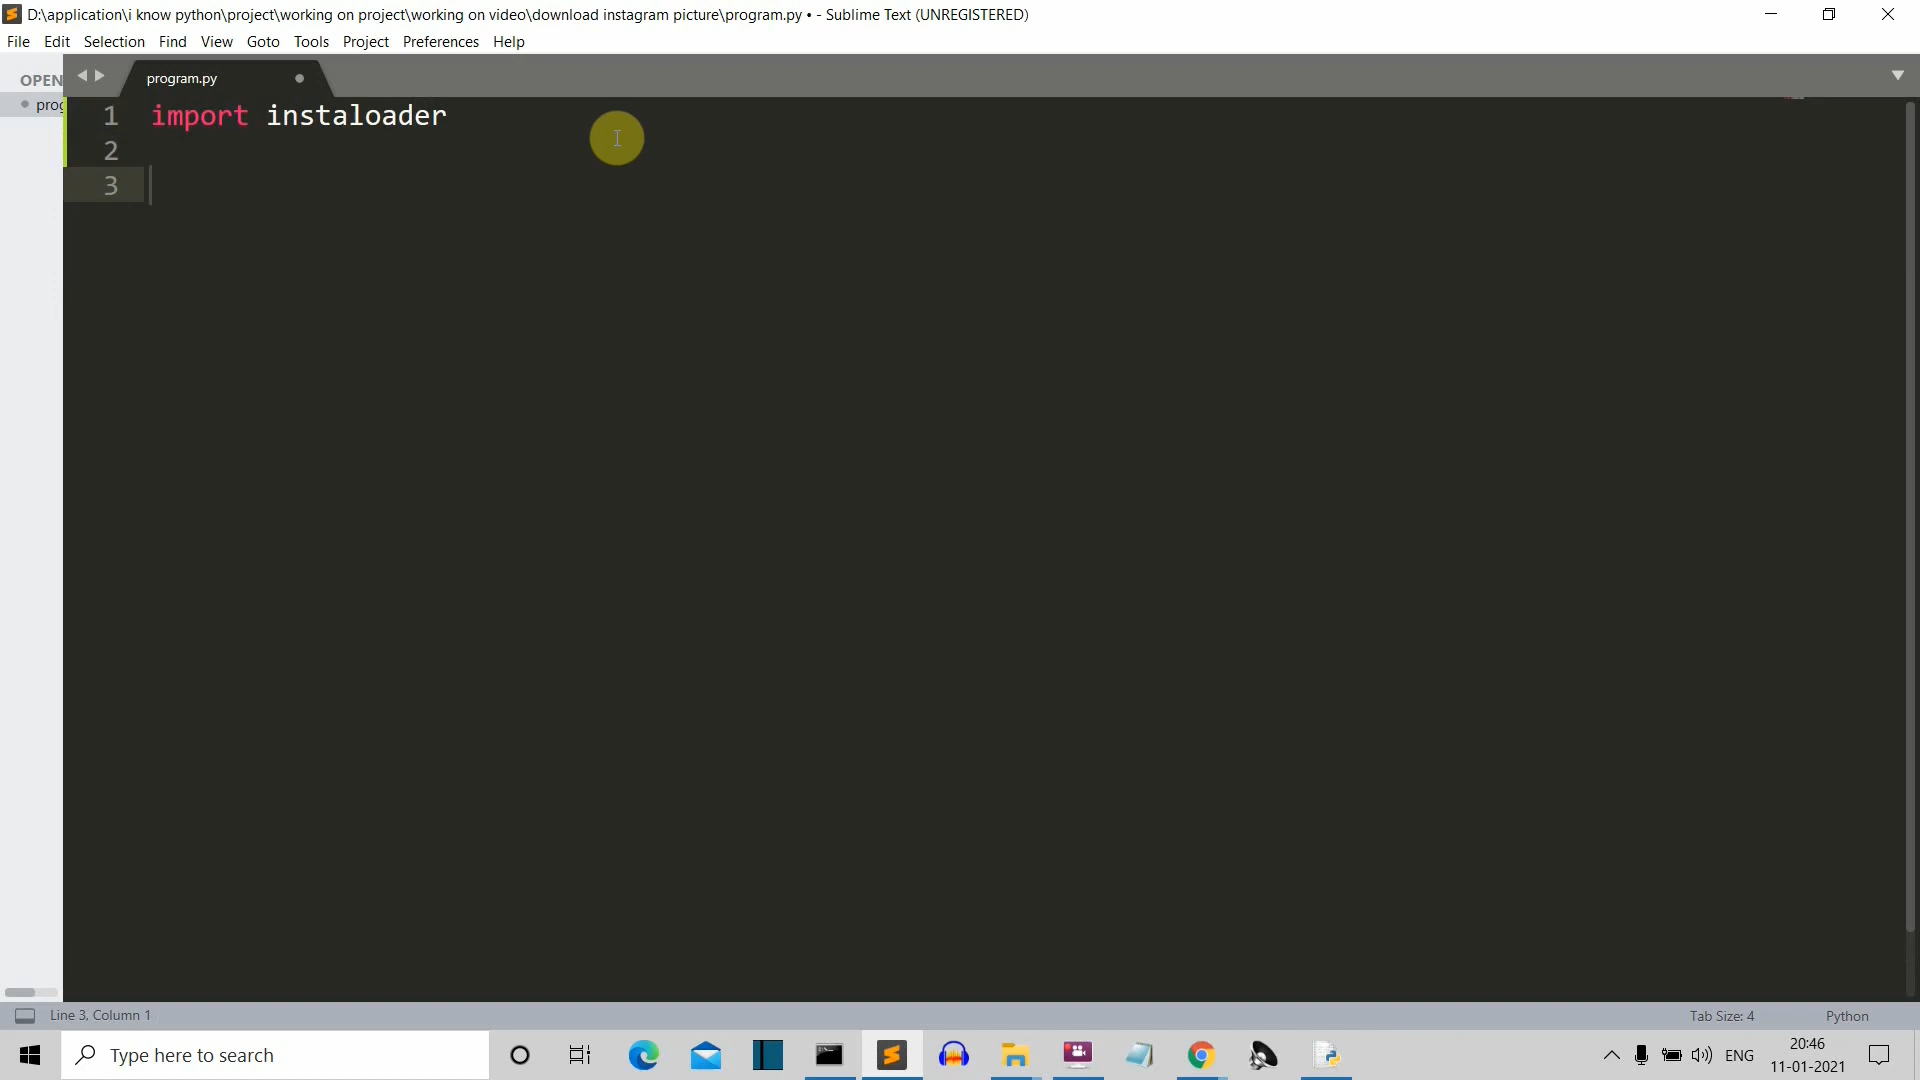 D:\application\i know python\project\working on project\working on video\download instagram picture\program.py • - Sublime Text (UNREGISTERED)
File Edit Selection Find View Goto Tools Project Preferences Help
OPEN
program.py
prog
1 import instaloader
2
3
Line 3, Column 1
Tab Size: 4
Python
Type here to search
ENG
20:46
11-01-2021